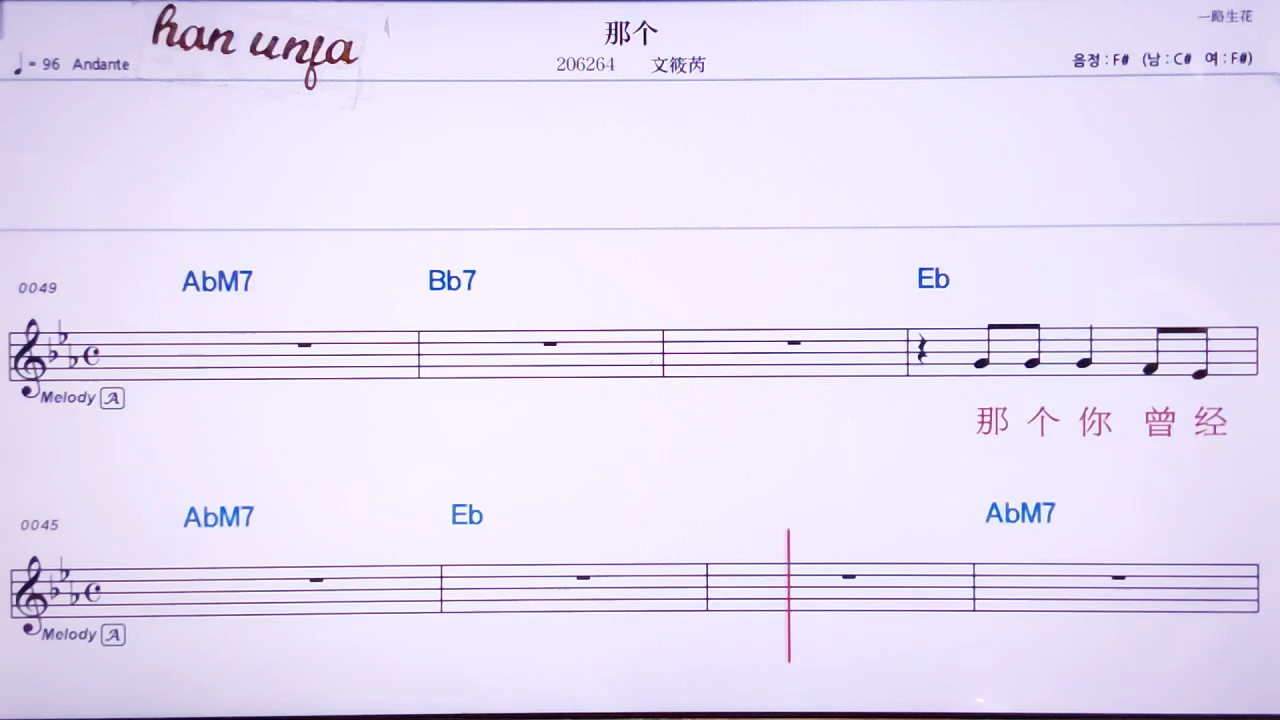 han unfa
那个
一路生花
♩= 96 Andante
206264 文筱芮
음정 : F# (남 : C# 여 : F#)
AbM7 Bb7 Eb
0049
Melody A
那 个 你 曾 经
AbM7 Eb AbM7
0045
Melody A